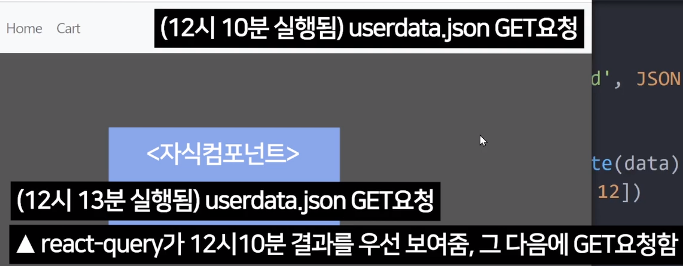 (12시 10분 실행됨) userdata.json GET요청
Home Cart
d', JSON
<자식컴포넌트>
te(data)
12])
(12시 13분 실행됨) userdata.json GET요청
▲ react-query가 12시10분 결과를 우선 보여줌, 그 다음에 GET요청함